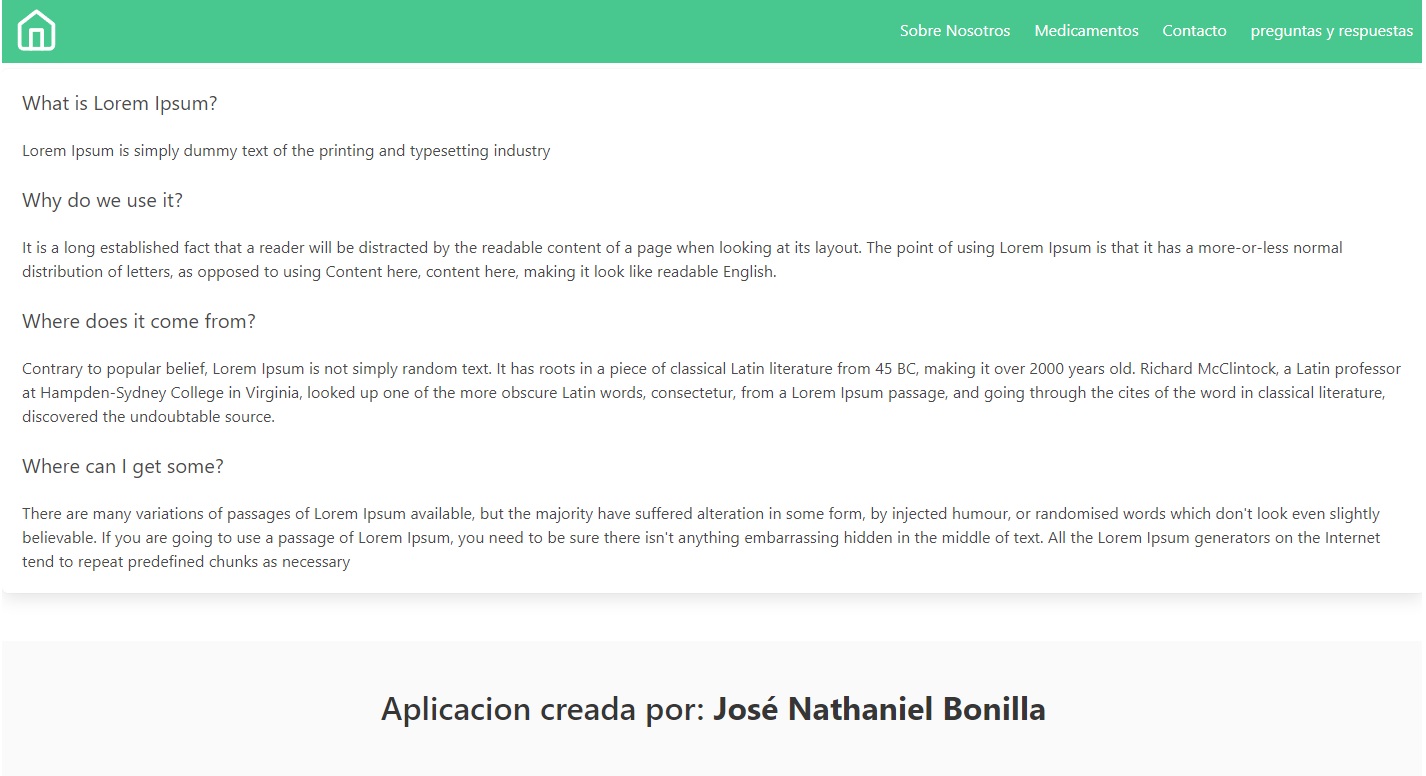 Sobre Nosotros Medicamentos Contacto preguntas y respuestas
What is Lorem Ipsum?
Lorem Ipsum is simply dummy text of the printing and typesetting industry
Why do we use it?
It is a long established fact that a reader will be distracted by the readable content of a page when looking at its layout. The point of using Lorem Ipsum is that it has a more-or-less normal
distribution of letters, as opposed to using Content here, content here, making it look like readable English.
Where does it come from?
Contrary to popular belief, Lorem Ipsum is not simply random text. It has roots in a piece of classical Latin literature from 45 BC, making it over 2000 years old. Richard McClintock, a Latin professor
at Hampden-Sydney College in Virginia, looked up one of the more obscure Latin words, consectetur, from a Lorem Ipsum passage, and going through the cites of the word in classical literature,
discovered the undoubtable source.
Where can I get some?
There are many variations of passages of Lorem Ipsum available, but the majority have suffered alteration in some form, by injected humour, or randomised words which don't look even slightly
believable. If you are going to use a passage of Lorem Ipsum, you need to be sure there isn't anything embarrassing hidden in the middle of text. All the Lorem Ipsum generators on the Internet
tend to repeat predefined chunks as necessary
Aplicacion creada por: José Nathaniel Bonilla